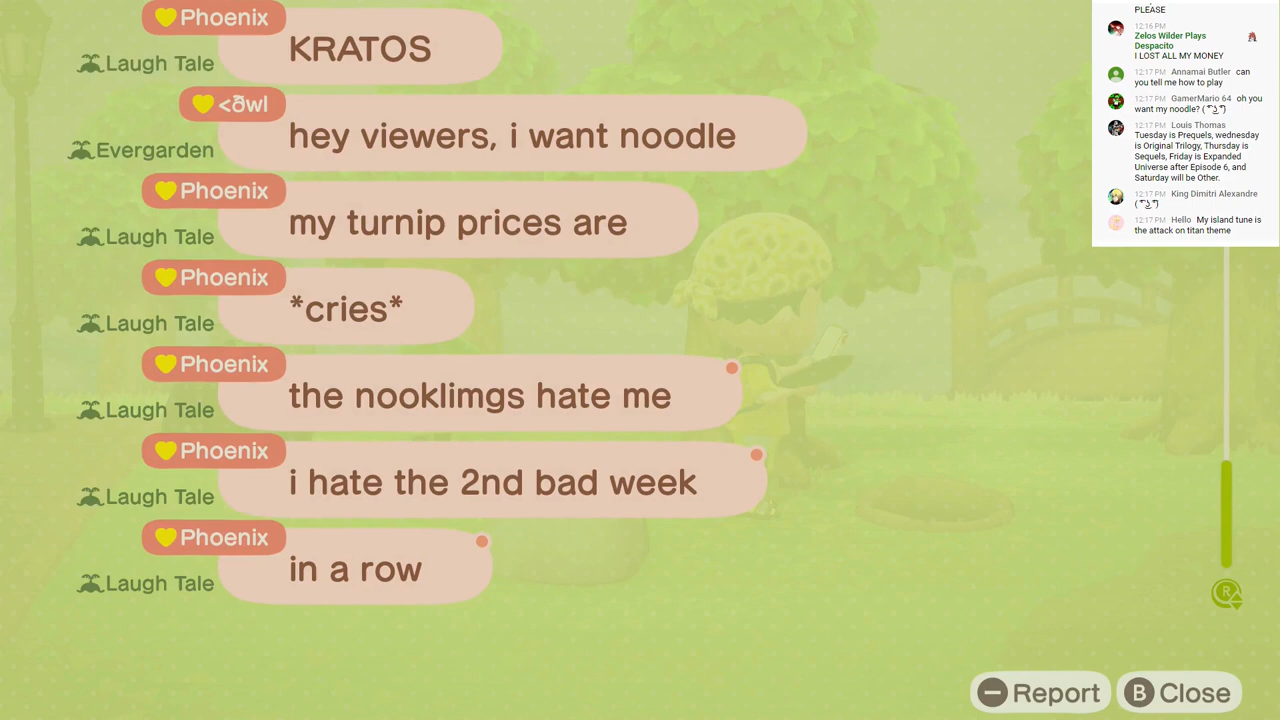 Phoenix
KRATOS
Laugh Tale
<ðwl
hey viewers, i want noodle
Evergarden
Phoenix
my turnip prices are
Laugh Tale
Phoenix
*cries*
Laugh Tale
Phoenix
the nooklimgs hate me
Laugh Tale
Phoenix
i hate the 2nd bad week
Laugh Tale
Phoenix
in a row
Laugh Tale
PLEASE
12:16 PM
Zelos Wilder Plays
Despacito
I LOST ALL MY MONEY
12:17 PM Annamai Butler can
you tell me how to play
12:17 PM GamerMario 64 oh you
want my noodle? ( ͡° ͜ʖ ͡°)
12:17 PM Louis Thomas
Tuesday is Prequels, wednesday
is Original Trilogy, Thursday is
Sequels, Friday is Expanded
Universe after Episode 6, and
Saturday will be Other.
12:17 PM King Dimitri Alexandre
( ͡° ͜ʖ ͡°)
12:17 PM Hello My island tune is
the attack on titan theme
R
Report
B Close